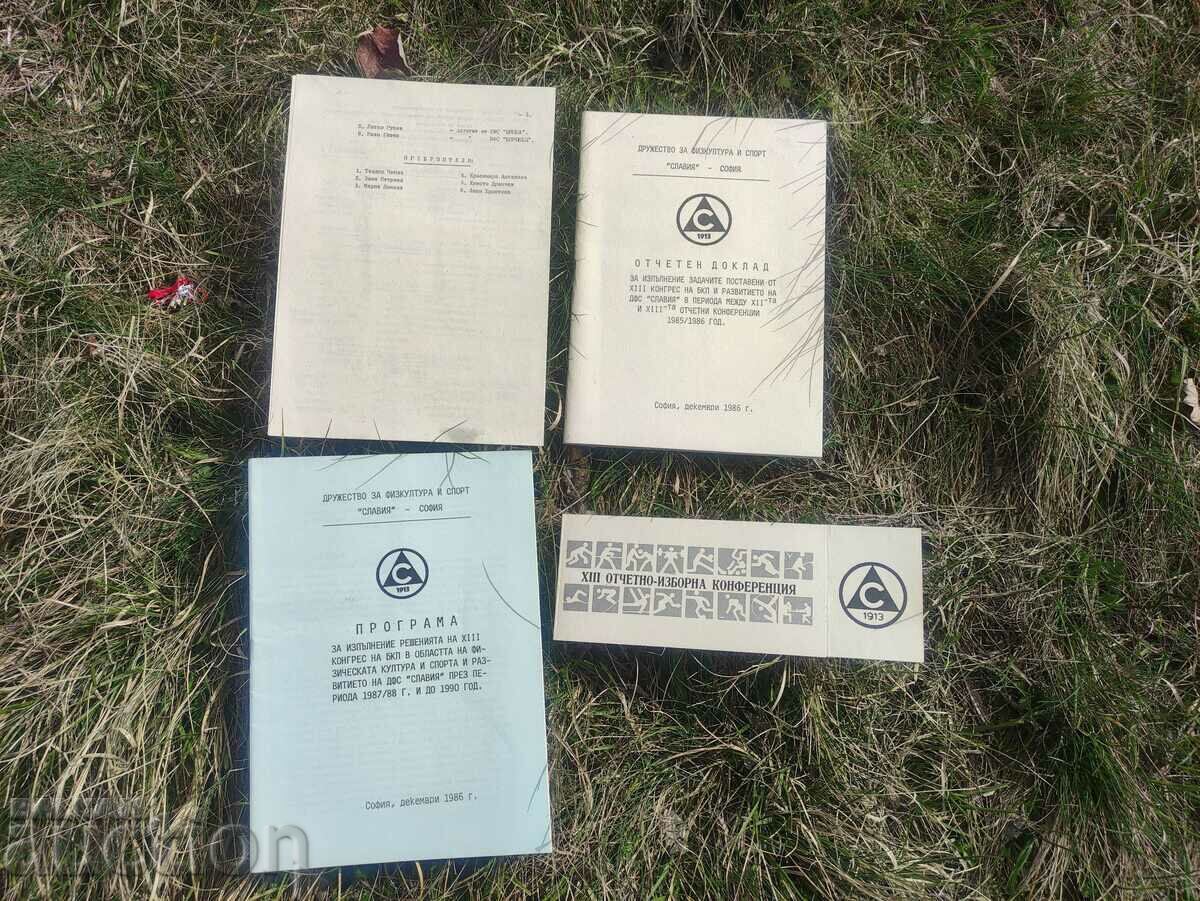 - 2.
ПРЕБРОИТЕЛИ:
ДРУЖЕСТВО ЗА ФИЗКУЛТУРА И СПОРТ
"СЛАВИЯ" - СОФИЯ
С
1913
ОТЧЕТЕН ДОКЛАД
ЗА ИЗПЪЛНЕНИЕ ЗАДАЧИТЕ ПОСТАВЕНИ ОТ
XIII КОНГРЕС НА БКП И РАЗВИТИЕТО НА
ДФС "СЛАВИЯ" В ПЕРИОДА МЕЖДУ XII-ТА
И XIII-ТА ОТЧЕТНИ КОНФЕРЕНЦИИ
1985/1986 ГОД.
София, декември 1986 г.
ДРУЖЕСТВО ЗА ФИЗКУЛТУРА И СПОРТ
"СЛАВИЯ" - СОФИЯ
С
1913
ПРОГРАМА
ЗА ИЗПЪЛНЕНИЕ РЕШЕНИЯТА НА XIII
КОНГРЕС НА БКП В ОБЛАСТТА НА ФИ-
ЗИЧЕСКАТА КУЛТУРА И СПОРТА И РАЗ-
ВИТИЕТО НА ДФС "СЛАВИЯ" ПРЕЗ ПЕ-
РИОДА 1987/88 Г. И ДО 1990 ГОД.
София, декември 1986 г.
XIII ОТЧЕТНО-ИЗБОРНА КОНФЕРЕНЦИЯ
С
1913
auction